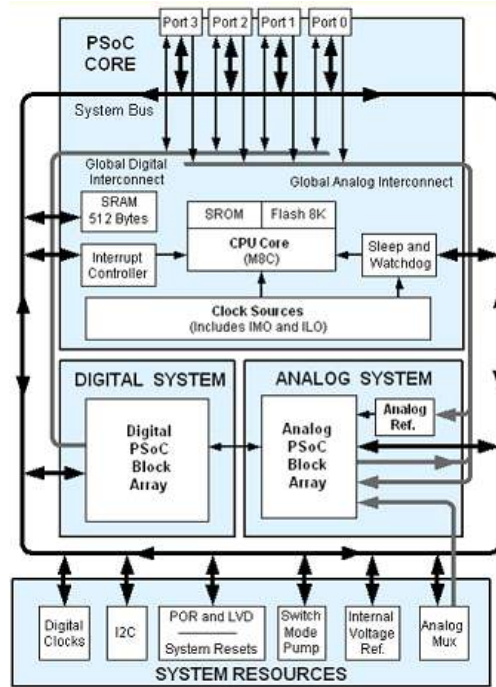 Port 3 Port 2 Port 1 Port 0
PSoC
CORE
System Bus
Global Digital
Interconnect
Global Analog Interconnect
SRAM
512 Bytes
SROM Flash 8K
CPU Core
(M8C)
Interrupt
Controller
Sleep and
Watchdog
Clock Sources
(Includes IMO and ILO)
DIGITAL SYSTEM
ANALOG SYSTEM
Digital
PSoC
Block
Array
Analog
PSoC
Block
Array
Analog
Ref.
Digital
Clocks
I2C
POR and LVD
System Resets
Switch
Mode
Pump
Internal
Voltage
Ref.
Analog
Mux
SYSTEM RESOURCES